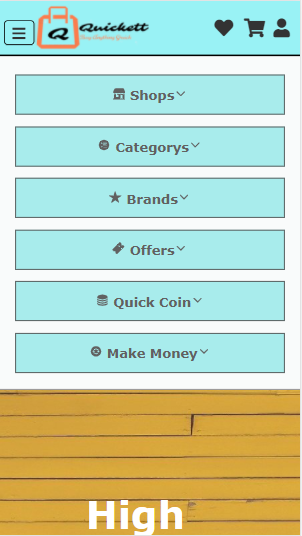 Quickett
Shops
Categorys
Brands
Offers
Quick Coin
Make Money
High